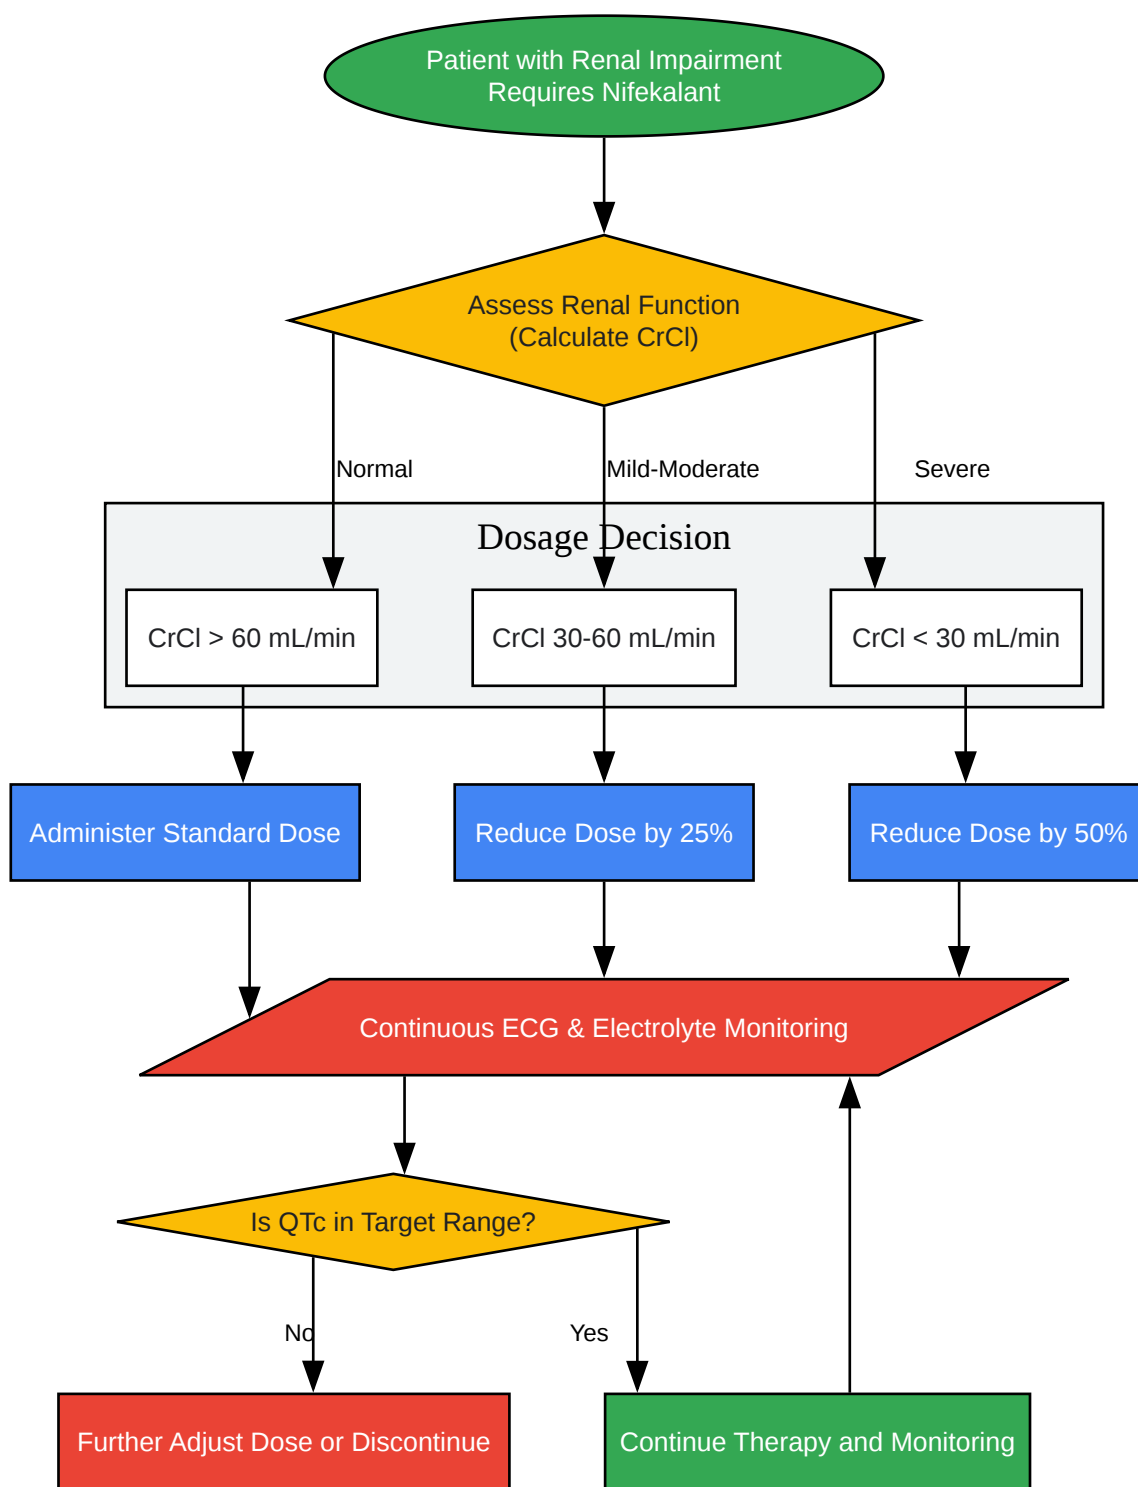 Patient with Renal Impairment
Requires Nifekalant
Assess Renal Function
(Calculate CrCl)
Normal
Mild-Moderate
Severe
Dosage Decision
CrCl > 60 mL/min
CrCl 30-60 mL/min
CrCl < 30 mL/min
Administer Standard Dose
Reduce Dose by 25%
Reduce Dose by 50%
Continuous ECG & Electrolyte Monitoring
Is QTc in Target Range?
No
Yes
Further Adjust Dose or Discontinue
Continue Therapy and Monitoring